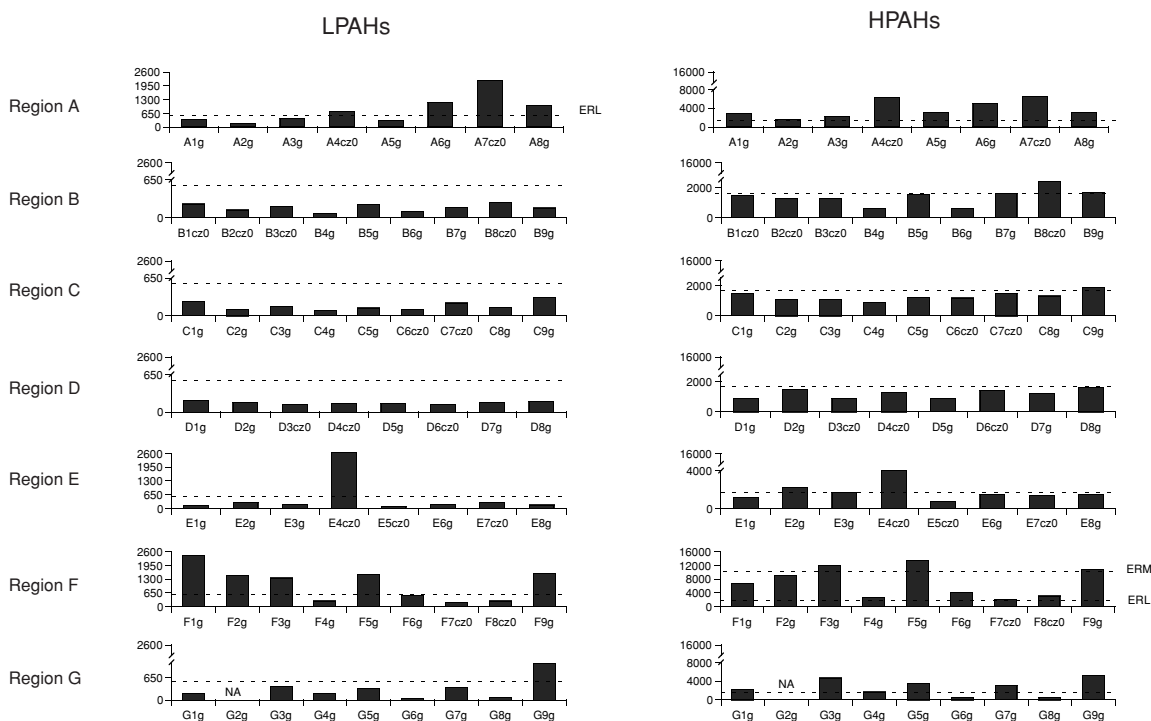 LPAHs HPAHs
Region A
2600
1950
1300
650
0
ERL
A1g A2g A3g A4cz0 A5g A6g A7cz0 A8g
16000
8000
4000
0
A1g A2g A3g A4cz0 A5g A6g A7cz0 A8g
Region B
2600
650
0
B1cz0 B2cz0 B3cz0 B4g B5g B6g B7g B8cz0 B9g
16000
2000
0
B1cz0 B2cz0 B3cz0 B4g B5g B6g B7g B8cz0 B9g
Region C
2600
650
0
C1g C2g C3g C4g C5g C6cz0 C7cz0 C8g C9g
16000
2000
0
C1g C2g C3g C4g C5g C6cz0 C7cz0 C8g C9g
Region D
2600
650
0
D1g D2g D3cz0 D4cz0 D5g D6cz0 D7g D8g
16000
2000
0
D1g D2g D3cz0 D4cz0 D5g D6cz0 D7g D8g
Region E
2600
1950
1300
650
0
E1g E2g E3g E4cz0 E5cz0 E6g E7cz0 E8g
16000
4000
0
E1g E2g E3g E4cz0 E5cz0 E6g E7cz0 E8g
Region F
2600
1950
1300
650
0
F1g F2g F3g F4g F5g F6g F7cz0 F8cz0 F9g
16000
12000
8000
4000
0
ERM
ERL
F1g F2g F3g F4g F5g F6g F7cz0 F8cz0 F9g
Region G
2600
650
0
NA
G1g G2g G3g G4g G5g G6g G7g G8g G9g
16000
8000
4000
0
NA
G1g G2g G3g G4g G5g G6g G7g G8g G9g